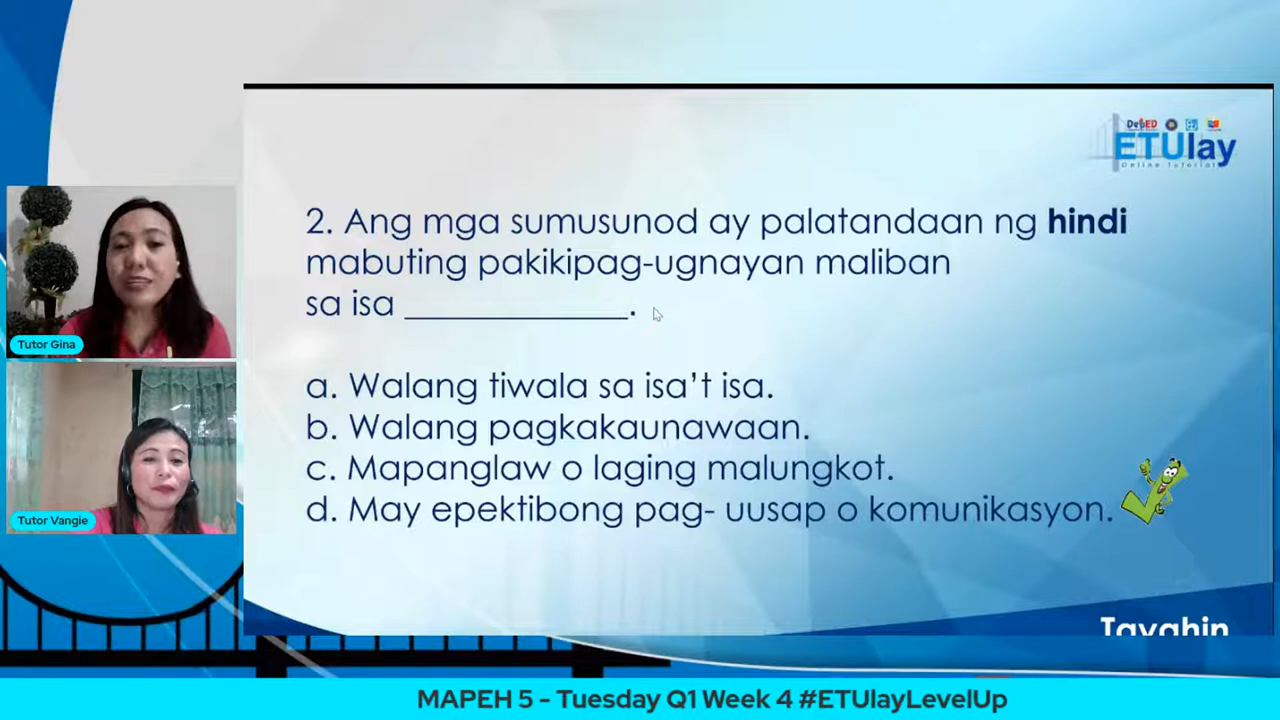 DepED
ETUlay
Online Tutorial
2. Ang mga sumusunod ay palatandaan ng hindi
mabuting pakikipag-ugnayan maliban
sa isa _____________.
a. Walang tiwala sa isa't isa.
b. Walang pagkakaunawaan.
c. Mapanglaw o laging malungkot.
d. May epektibong pag- uusap o komunikasyon.
Tayahin
Tutor Gina
Tutor Vangie
MAPEH 5 - Tuesday Q1 Week 4 #ETUlayLevelUp